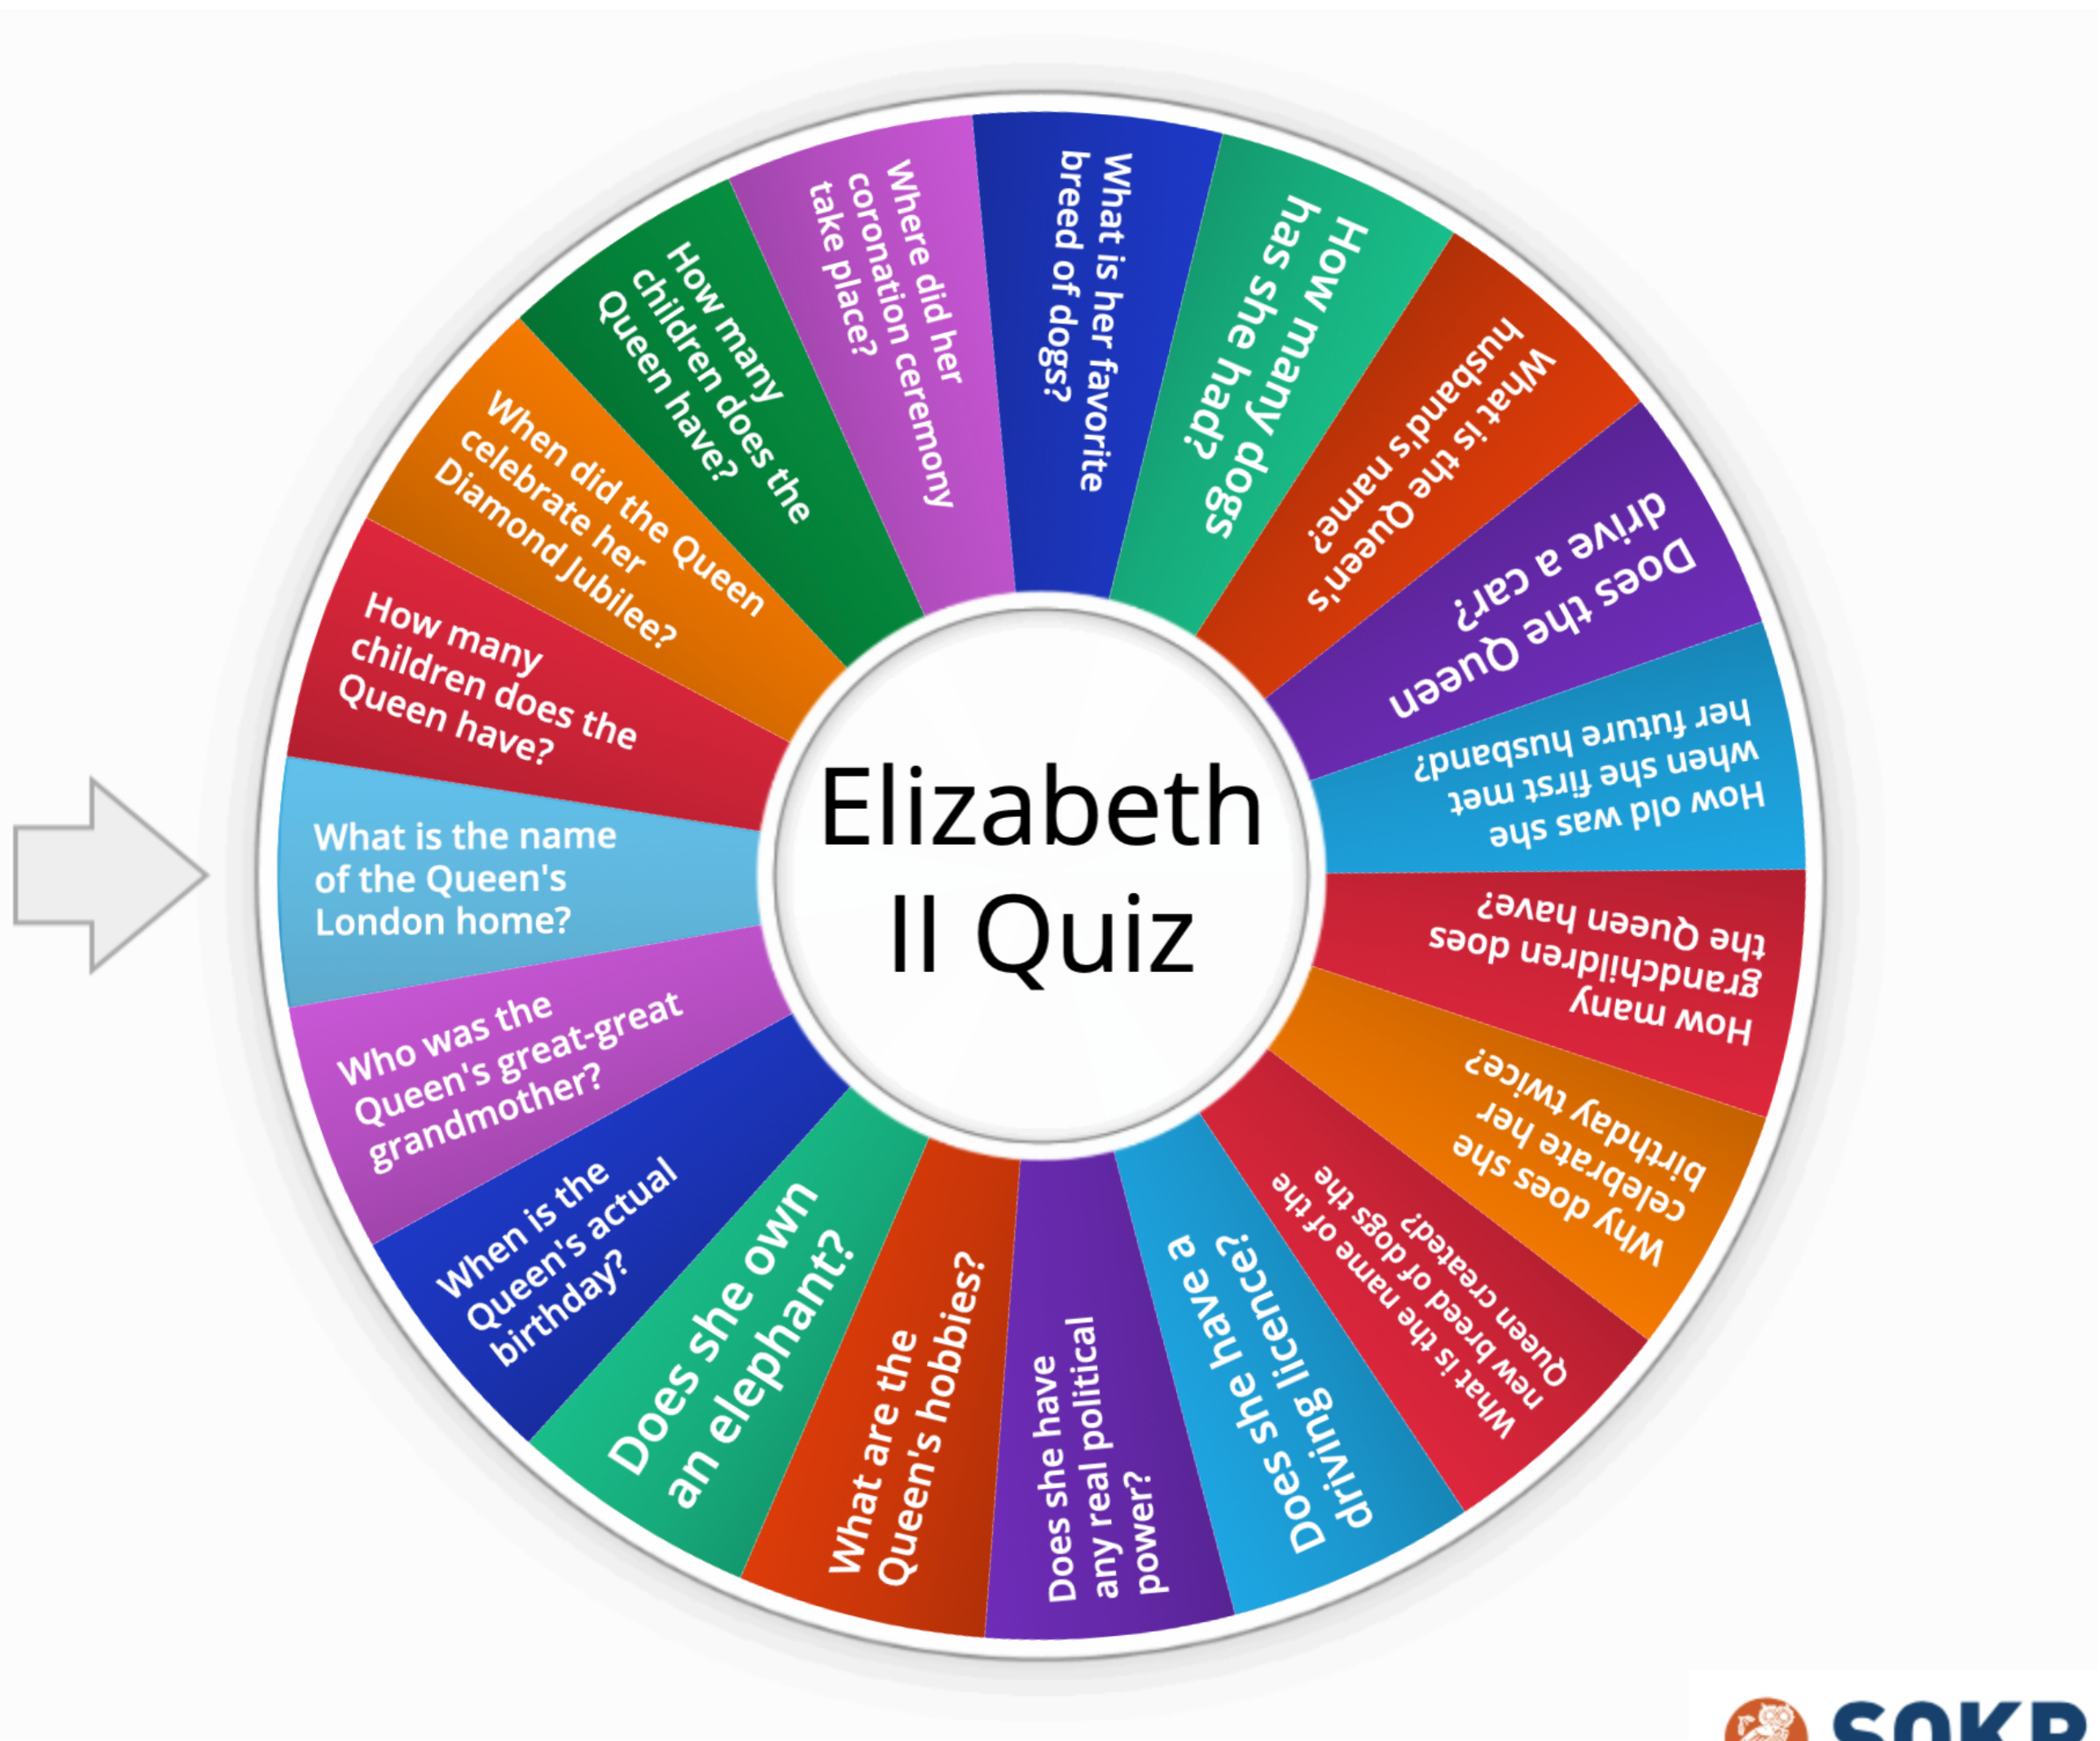 What is the name
of the Queen's
London home?
How many
children does the
Queen have?
When did the Queen
celebrate her
Diamond Jubilee?
How many
children does the
Queen have?
Where did her
coronation ceremony
take place?
What is her favorite
breed of dogs?
How many dogs
has she had?
What is the Queen's
husband's name?
Does the Queen
drive a car?
How old was she
when she first met
her future husband?
How many
grandchildren does
the Queen have?
Why does she
celebrate her
birthday twice?
What is the name of the
new breed of dogs the
Queen created?
Does she have a
driving licence?
Does she have
any real political
power?
What are the
Queen's hobbies?
Does she own
an elephant?
When is the
Queen's actual
birthday?
Who was the
Queen's great-great
grandmother?
Elizabeth
II Quiz